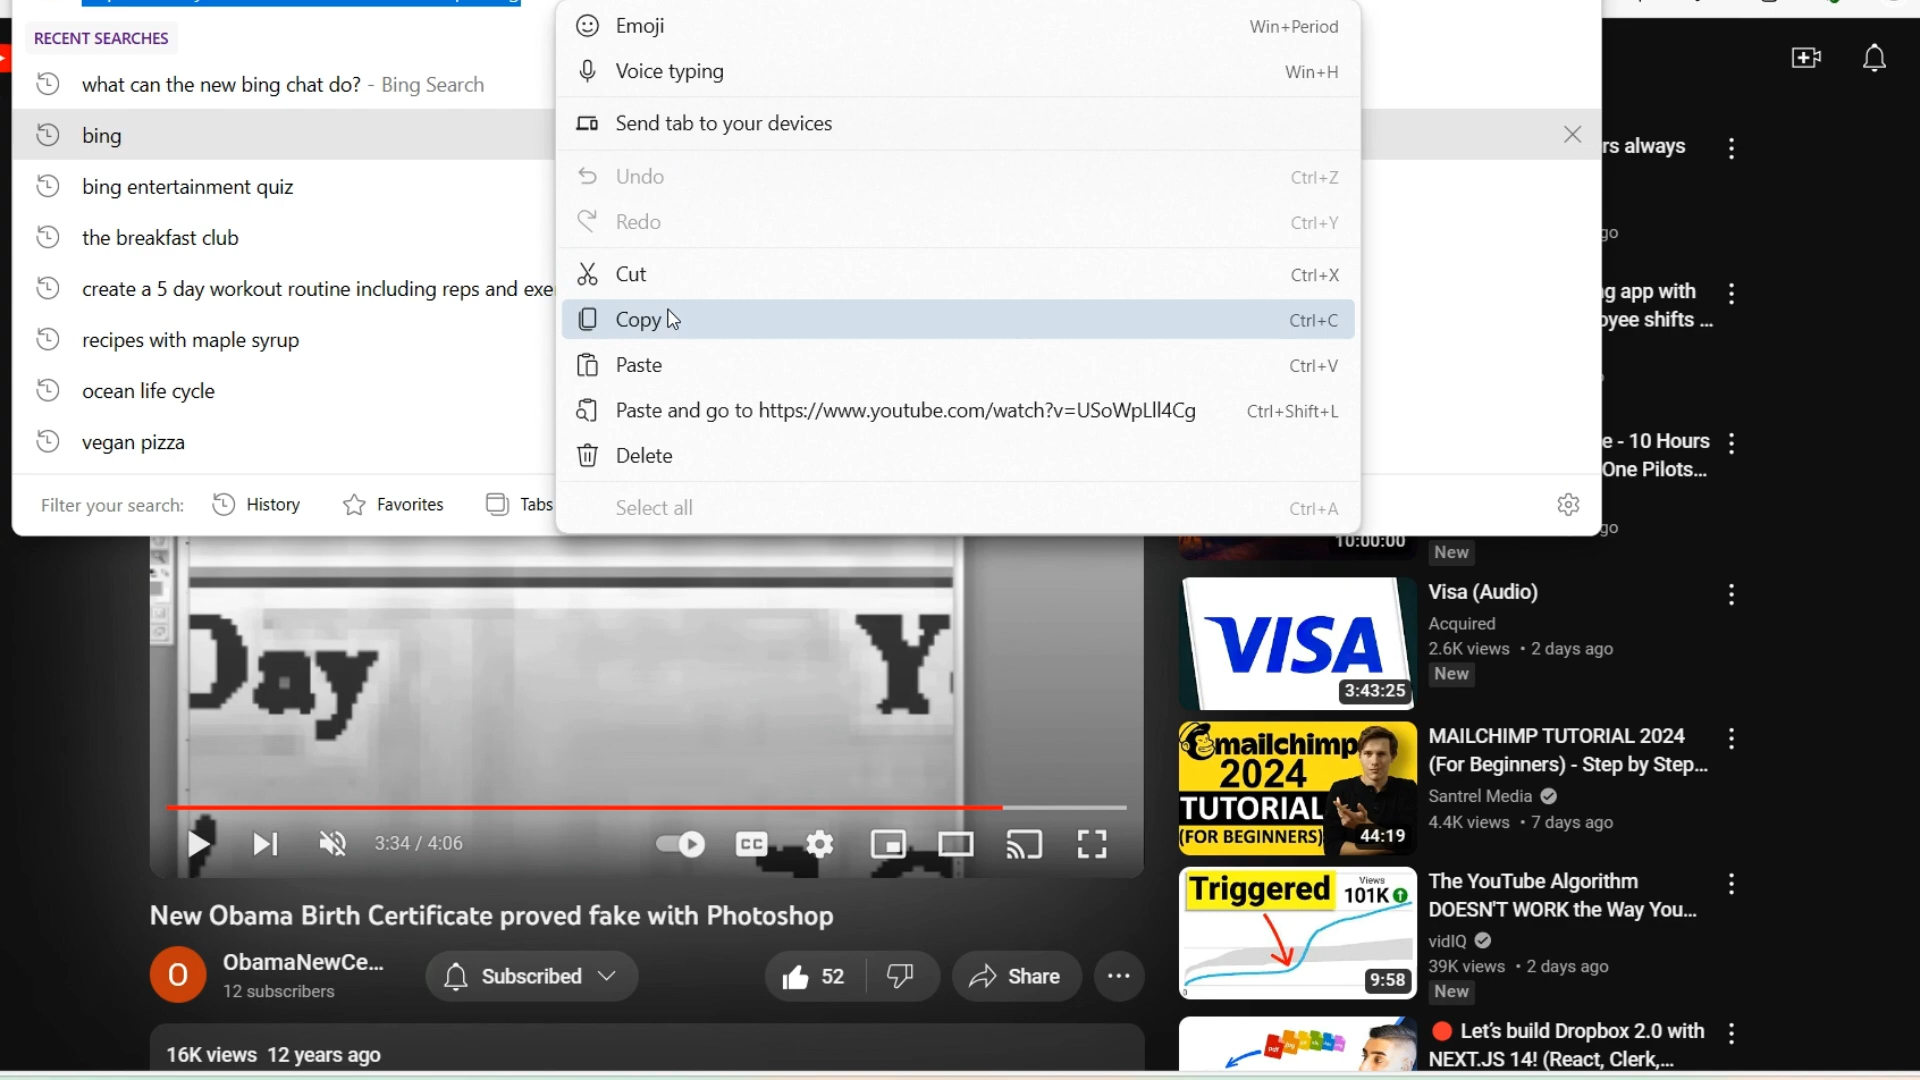 RECENT SEARCHES
what can the new bing chat do? - Bing Search
bing
bing entertainment quiz
the breakfast club
create a 5 day workout routine including reps and exe
recipes with maple syrup
ocean life cycle
vegan pizza
Filter your search: History Favorites Tabs
Emoji Win+Period
Voice typing Win+H
Send tab to your devices
Undo Ctrl+Z
Redo Ctrl+Y
Cut Ctrl+X
Copy Ctrl+C
Paste Ctrl+V
Paste and go to https://www.youtube.com/watch?v=USoWpLll4Cg Ctrl+Shift+L
Delete
Select all Ctrl+A
rs always
go
g app with
oyee shifts ...
e - 10 Hours
One Pilots...
go
10:00:00
New
Day Y
3:34 / 4:06
CC
New Obama Birth Certificate proved fake with Photoshop
O
ObamaNewCe...
12 subscribers
Subscribed
52
Share
16K views 12 years ago
VISA
3:43:25
Visa (Audio)
Acquired
2.6K views • 2 days ago
New
mailchimp
2024
TUTORIAL
(FOR BEGINNERS)
44:19
MAILCHIMP TUTORIAL 2024
(For Beginners) - Step by Step...
Santrel Media
4.4K views • 7 days ago
Triggered
Views
101K
0
9:58
The YouTube Algorithm
DOESN'T WORK the Way You...
vidIQ
39K views • 2 days ago
New
Let's build Dropbox 2.0 with
NEXT.JS 14! (React, Clerk,...